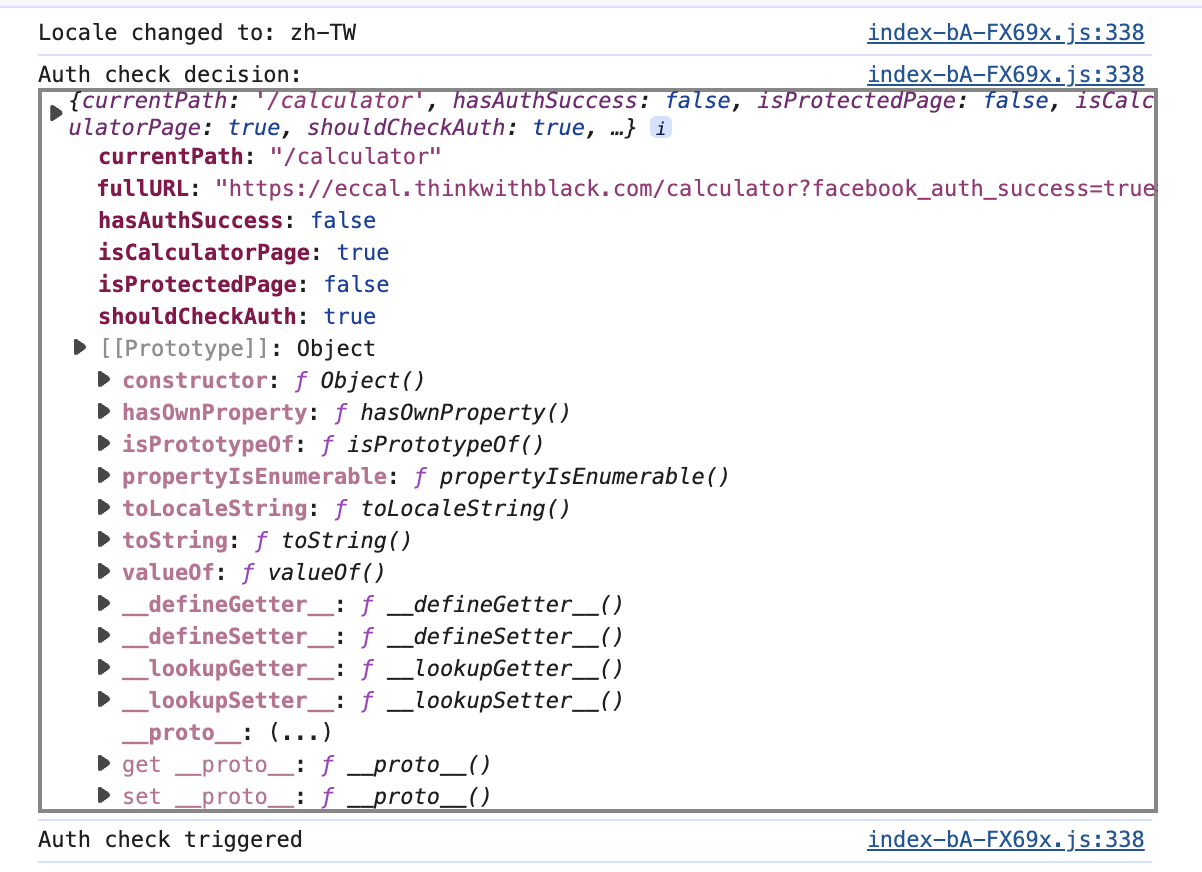 Locale changed to: zh-TW index-bA-FX69x.js:338
Auth check decision: index-bA-FX69x.js:338
{currentPath: '/calculator', hasAuthSuccess: false, isProtectedPage: false, isCalc
ulatorPage: true, shouldCheckAuth: true, …} i
currentPath: "/calculator"
fullURL: "https://eccal.thinkwithblack.com/calculator?facebook_auth_success=true
hasAuthSuccess: false
isCalculatorPage: true
isProtectedPage: false
shouldCheckAuth: true
[[Prototype]]: Object
constructor: ƒ Object()
hasOwnProperty: ƒ hasOwnProperty()
isPrototypeOf: ƒ isPrototypeOf()
propertyIsEnumerable: ƒ propertyIsEnumerable()
toLocaleString: ƒ toLocaleString()
toString: ƒ toString()
valueOf: ƒ valueOf()
__defineGetter__: ƒ __defineGetter__()
__defineSetter__: ƒ __defineSetter__()
__lookupGetter__: ƒ __lookupGetter__()
__lookupSetter__: ƒ __lookupSetter__()
__proto__: (...)
get __proto__: ƒ __proto__()
set __proto__: ƒ __proto__()
Auth check triggered index-bA-FX69x.js:338